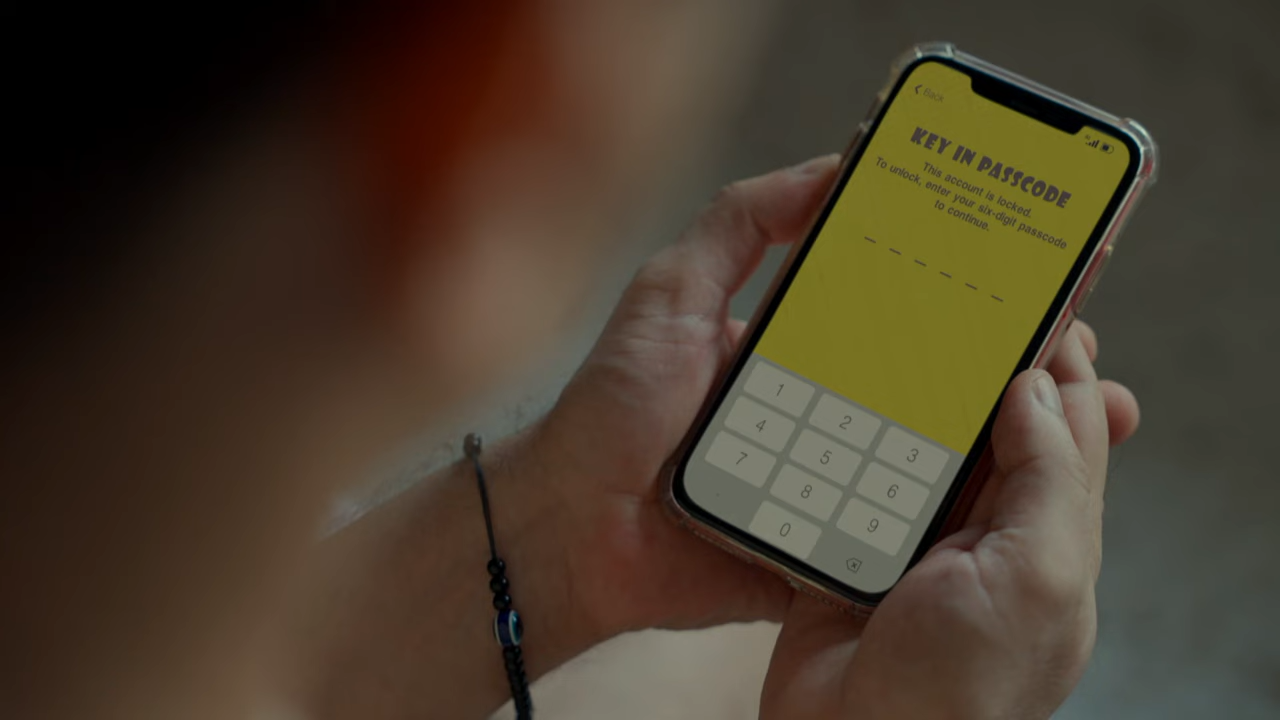 Back
KEY IN PASSCODE
This account is locked.
To unlock, enter your six-digit passcode
to continue.
1 2 3
4 5 6
7 8 9
0